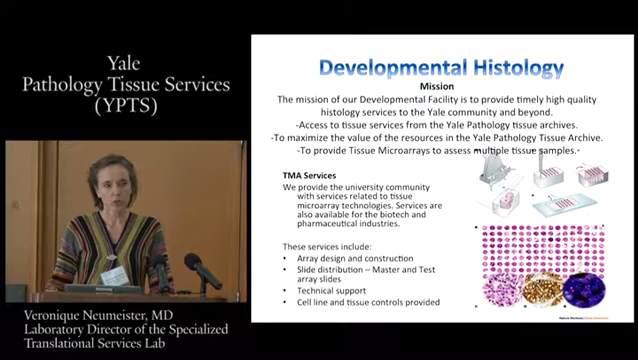 Yale
Pathology Tissue Services
(YPTS)
Veronique Neumeister, MD
Laboratory Director of the Specialized
Translational Services Lab
Developmental Histology
Mission
The mission of our Developmental Facility is to provide timely high quality
histology services to the Yale community and beyond.
-Access to tissue services from the Yale Pathology tissue archives.
-To maximize the value of the resources in the Yale Pathology Tissue Archive.
-To provide Tissue Microarrays to assess multiple tissue samples.
TMA Services
We provide the university community
with services related to tissue
microarray technologies. Services are
also available for the biotech and
pharmaceutical industries.
These services include:
• Array design and construction
• Slide distribution – Master and Test
array slides
• Technical support
• Cell line and tissue controls provided